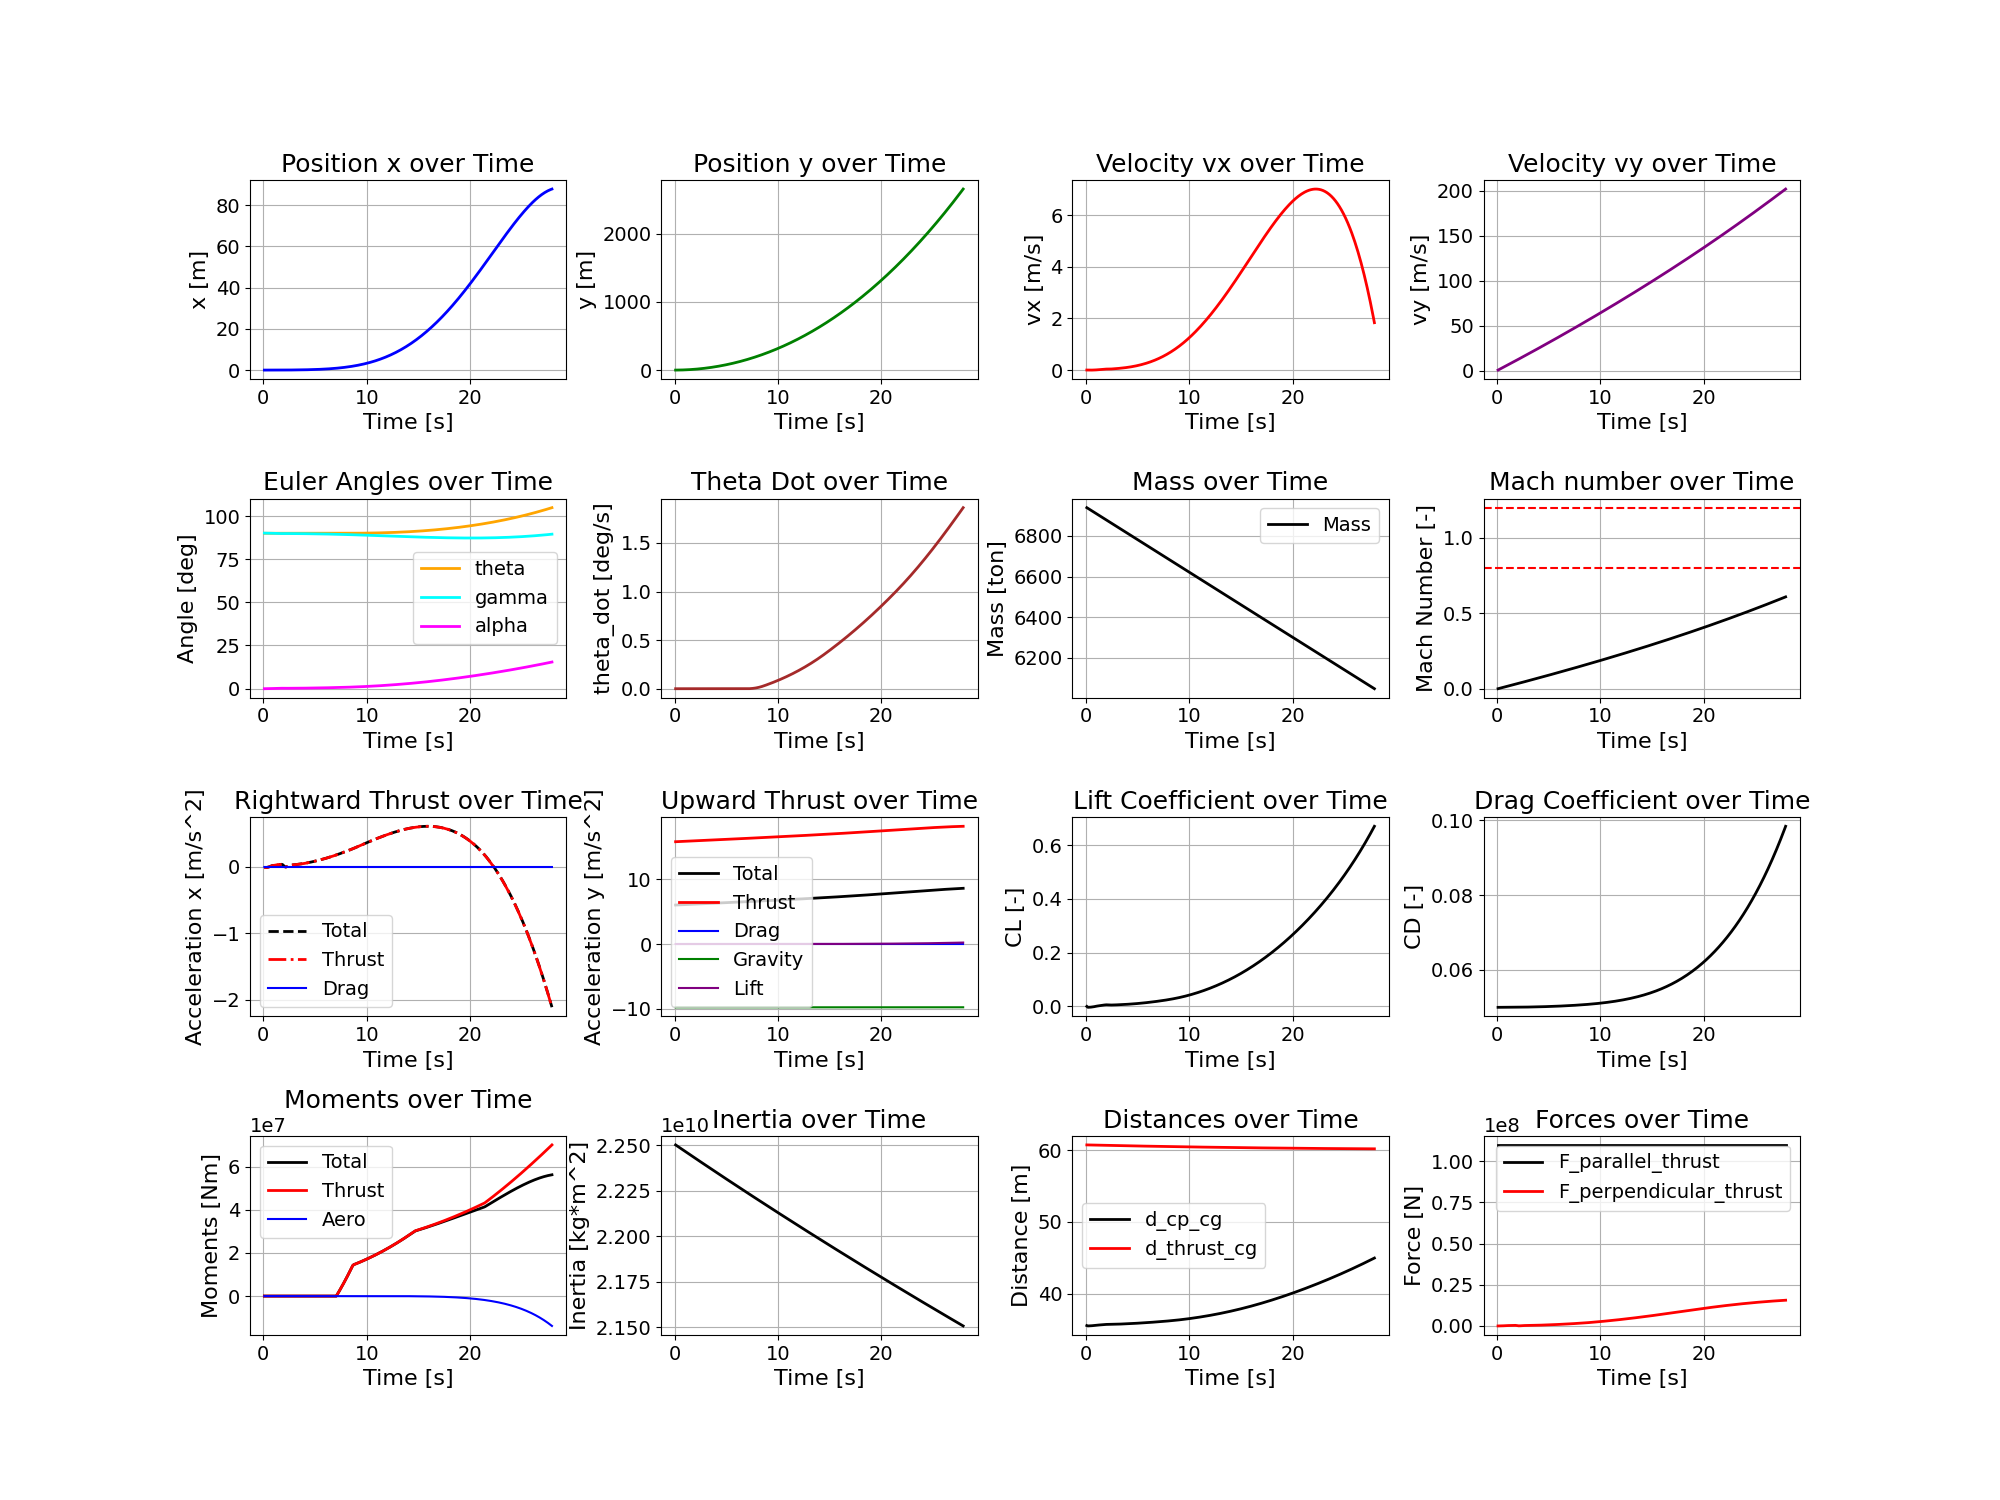 Position x over Time
x [m]
80
60
40
20
0
0 10 20
Time [s]
Position y over Time
y [m]
2000
1000
0
0 10 20
Time [s]
Velocity vx over Time
vx [m/s]
6
4
2
0
0 10 20
Time [s]
Velocity vy over Time
vy [m/s]
200
150
100
50
0
0 10 20
Time [s]
Euler Angles over Time
Angle [deg]
100
75
50
25
0
theta
gamma
alpha
0 10 20
Time [s]
Theta Dot over Time
theta_dot [deg/s]
1.5
1.0
0.5
0.0
0 10 20
Time [s]
Mass over Time
Mass [ton]
6800
6600
6400
6200
Mass
0 10 20
Time [s]
Mach number over Time
Mach Number [-]
1.0
0.5
0.0
0 10 20
Time [s]
Rightward Thrust over Time
Acceleration x [m/s^2]
0
−1
−2
Total
Thrust
Drag
0 10 20
Time [s]
Upward Thrust over Time
Acceleration y [m/s^2]
10
0
−10
Total
Thrust
Drag
Gravity
Lift
0 10 20
Time [s]
Lift Coefficient over Time
CL [-]
0.6
0.4
0.2
0.0
0 10 20
Time [s]
Drag Coefficient over Time
CD [-]
0.10
0.08
0.06
0 10 20
Time [s]
Moments over Time
1e7
Moments [Nm]
6
4
2
0
Total
Thrust
Aero
0 10 20
Time [s]
Inertia over Time
1e10
Inertia [kg*m^2]
2.250
2.225
2.200
2.175
2.150
0 10 20
Time [s]
Distances over Time
Distance [m]
60
50
40
d_cp_cg
d_thrust_cg
0 10 20
Time [s]
Forces over Time
1e8
Force [N]
1.00
0.75
0.50
0.25
0.00
F_parallel_thrust
F_perpendicular_thrust
0 10 20
Time [s]